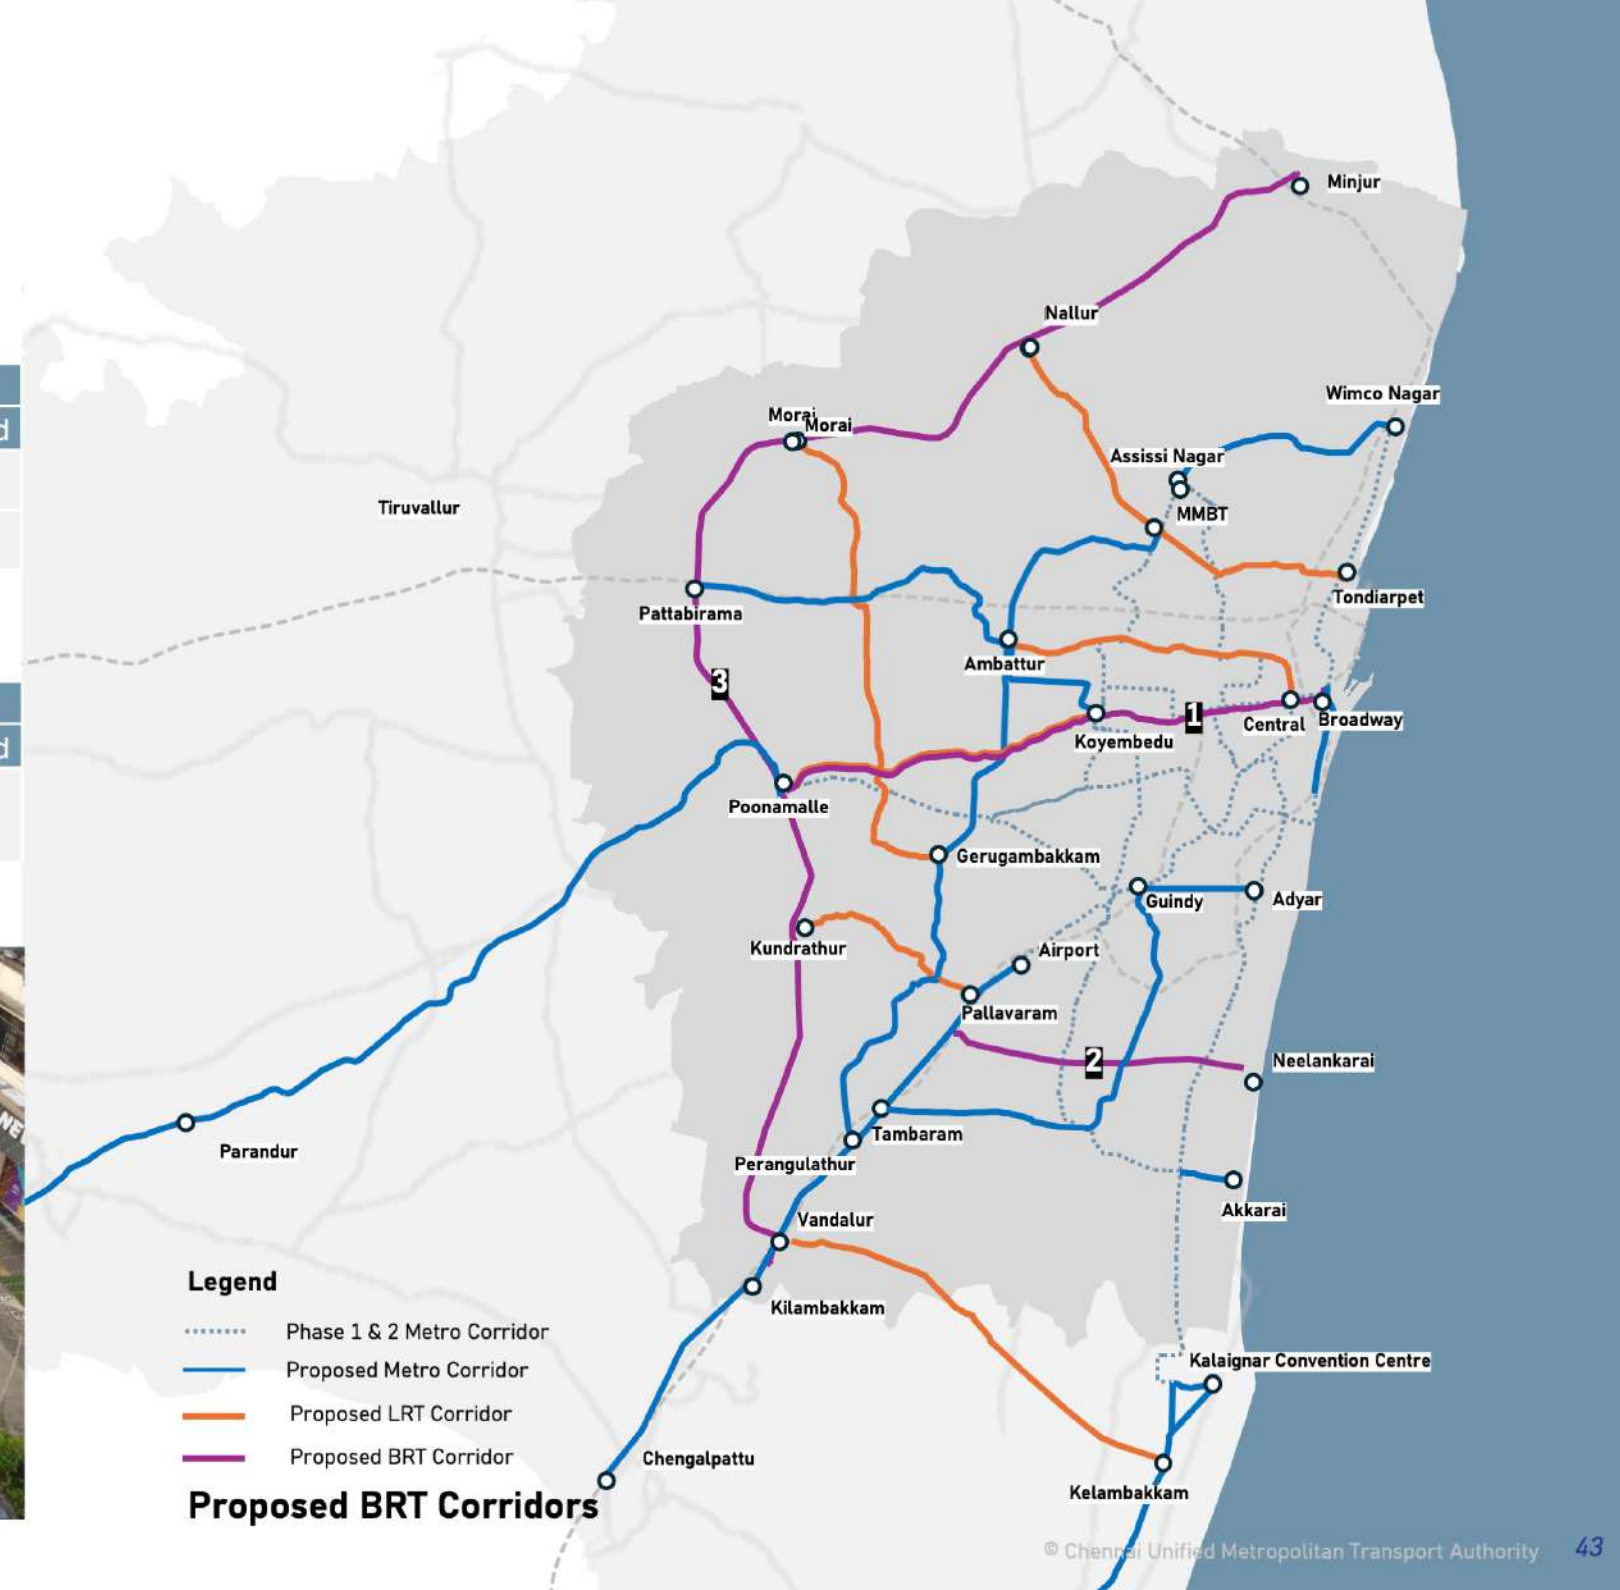 Minjur
Nallur
Wimco Nagar
Morai
Morai
Assissi Nagar
Tiruvallur
MMBT
Tondiarpet
Pattabirama
Ambattur
3
1
Central
Broadway
Koyembedu
Poonamalle
Gerugambakkam
Guindy
Adyar
Kundrathur
Airport
Pallavaram
2
Neelankarai
d
d
NE
Parandur
Tambaram
Perangulathur
Akkarai
Vandalur
Kilambakkam
Legend
Phase 1 & 2 Metro Corridor
Proposed Metro Corridor
Proposed LRT Corridor
Proposed BRT Corridor
Kalaignar Convention Centre
Chengalpattu
Kelambakkam
Proposed BRT Corridors
© Chennai Unified Metropolitan Transport Authority
43